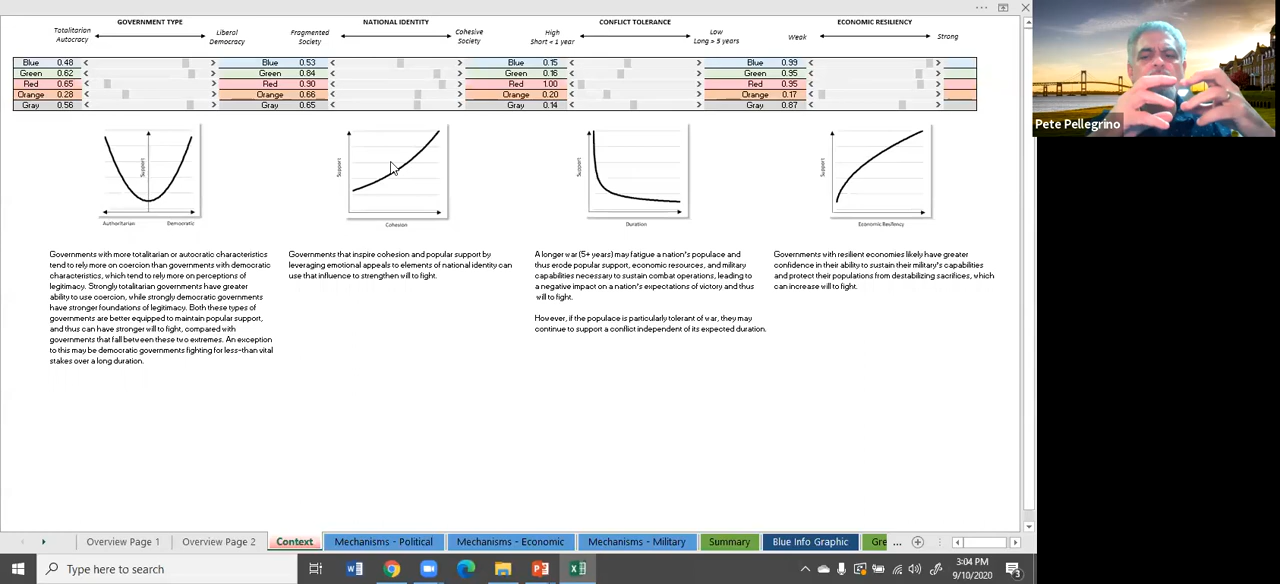 GOVERNMENT TYPE
NATIONAL IDENTITY
CONFLICT TOLERANCE
ECONOMIC RESILIENCY
Totalitarian
Autocracy
Liberal
Democracy
Fragmented
Society
Cohesive
Society
High
Short < 1 year
Low
Long > 5 years
Weak
Strong
Blue 0.48 < > Blue 0.53 < > Blue 0.15 < > Blue 0.99 < >
Green 0.62 < > Green 0.84 < > Green 0.16 < > Green 0.95 < >
Red 0.65 < > Red 0.90 < > Red 1.00 < > Red 0.95 < >
Orange 0.28 < > Orange 0.66 < > Orange 0.20 < > Orange 0.17 < >
Gray 0.56 < > Gray 0.65 < > Gray 0.14 < > Gray 0.87 < >
Support
Authoritarian
Democratic
Support
Cohesion
Support
Duration
Support
Economic Resiliency
Governments with more totalitarian or autocratic characteristics
tend to rely more on coercion than governments with democratic
characteristics, which tend to rely more on perceptions of
legitimacy. Strongly totalitarian governments have greater
ability to use coercion, while strongly democratic governments
have stronger foundations of legitimacy. Both these types of
governments are better equipped to maintain popular support,
and thus can have stronger will to fight, compared with
governments that fall between these two extremes. An exception
to this may be democratic governments fighting for less-than vital
stakes over a long duration.
Governments that inspire cohesion and popular support by
leveraging emotional appeals to elements of national identity can
use that influence to strengthen will to fight.
A longer war (5+ years) may fatigue a nation's populace and
thus erode popular support, economic resources, and military
capabilities necessary to sustain combat operations, leading to
a negative impact on a nation's expectations of victory and thus
will to fight.
However, if the populace is particularly tolerant of war, they may
continue to support a conflict independent of its expected duration.
Governments with resilient economies likely have greater
confidence in their ability to sustain their military's capabilities
and protect their populations from destabilizing sacrifices, which
can increase will to fight.
Pete Pellegrino
Overview Page 1
Overview Page 2
Context
Mechanisms - Political
Mechanisms - Economic
Mechanisms - Military
Summary
Blue Info Graphic
Gre
...
Type here to search
3:04 PM
9/10/2020
3